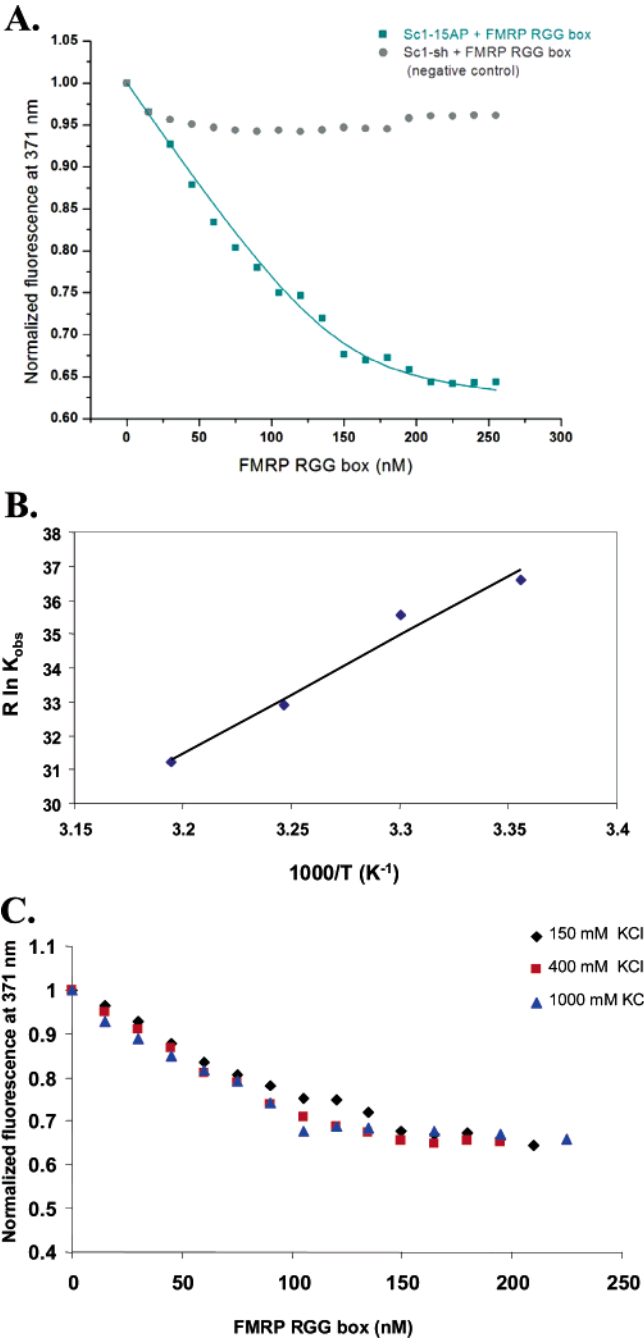 A.
Sc1-15AP + FMRP RGG box
Sc1-sh + FMRP RGG box
(negative control)
Normalized fluorescence at 371 nm
1.05
1.00
0.95
0.90
0.85
0.80
0.75
0.70
0.65
0.60
0 50 100 150 200 250 300
FMRP RGG box (nM)
B.
R ln Kobs
38
37
36
35
34
33
32
31
30
3.15 3.2 3.25 3.3 3.35 3.4
1000/T (K-1)
C.
150 mM KCl
400 mM KCl
1000 mM KC
Normalized fluorescence at 371 nm
1.1
1
0.9
0.8
0.7
0.6
0.5
0.4
0 50 100 150 200 250
FMRP RGG box (nM)